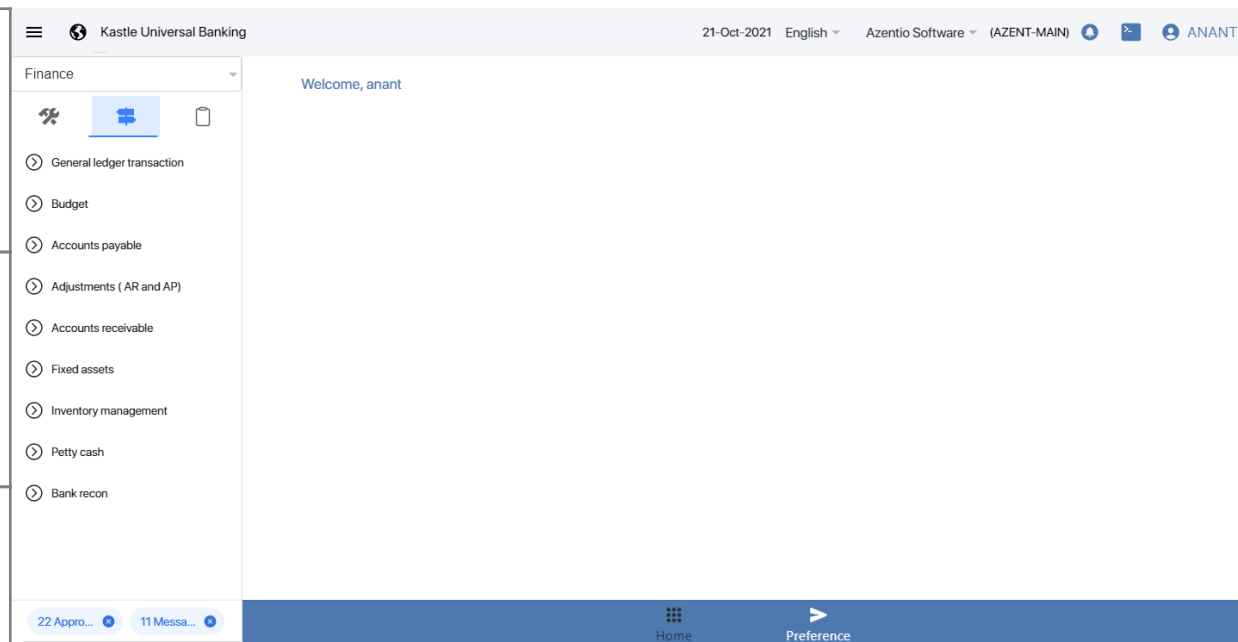 Kastle Universal Banking 21-Oct-2021 English Azentio Software (AZENT-MAIN) ANANT
Finance
Welcome, anant
General ledger transaction
Budget
Accounts payable
Adjustments ( AR and AP)
Accounts receivable
Fixed assets
Inventory management
Petty cash
Bank recon
22 Appro... 11 Messa...
Home Preference